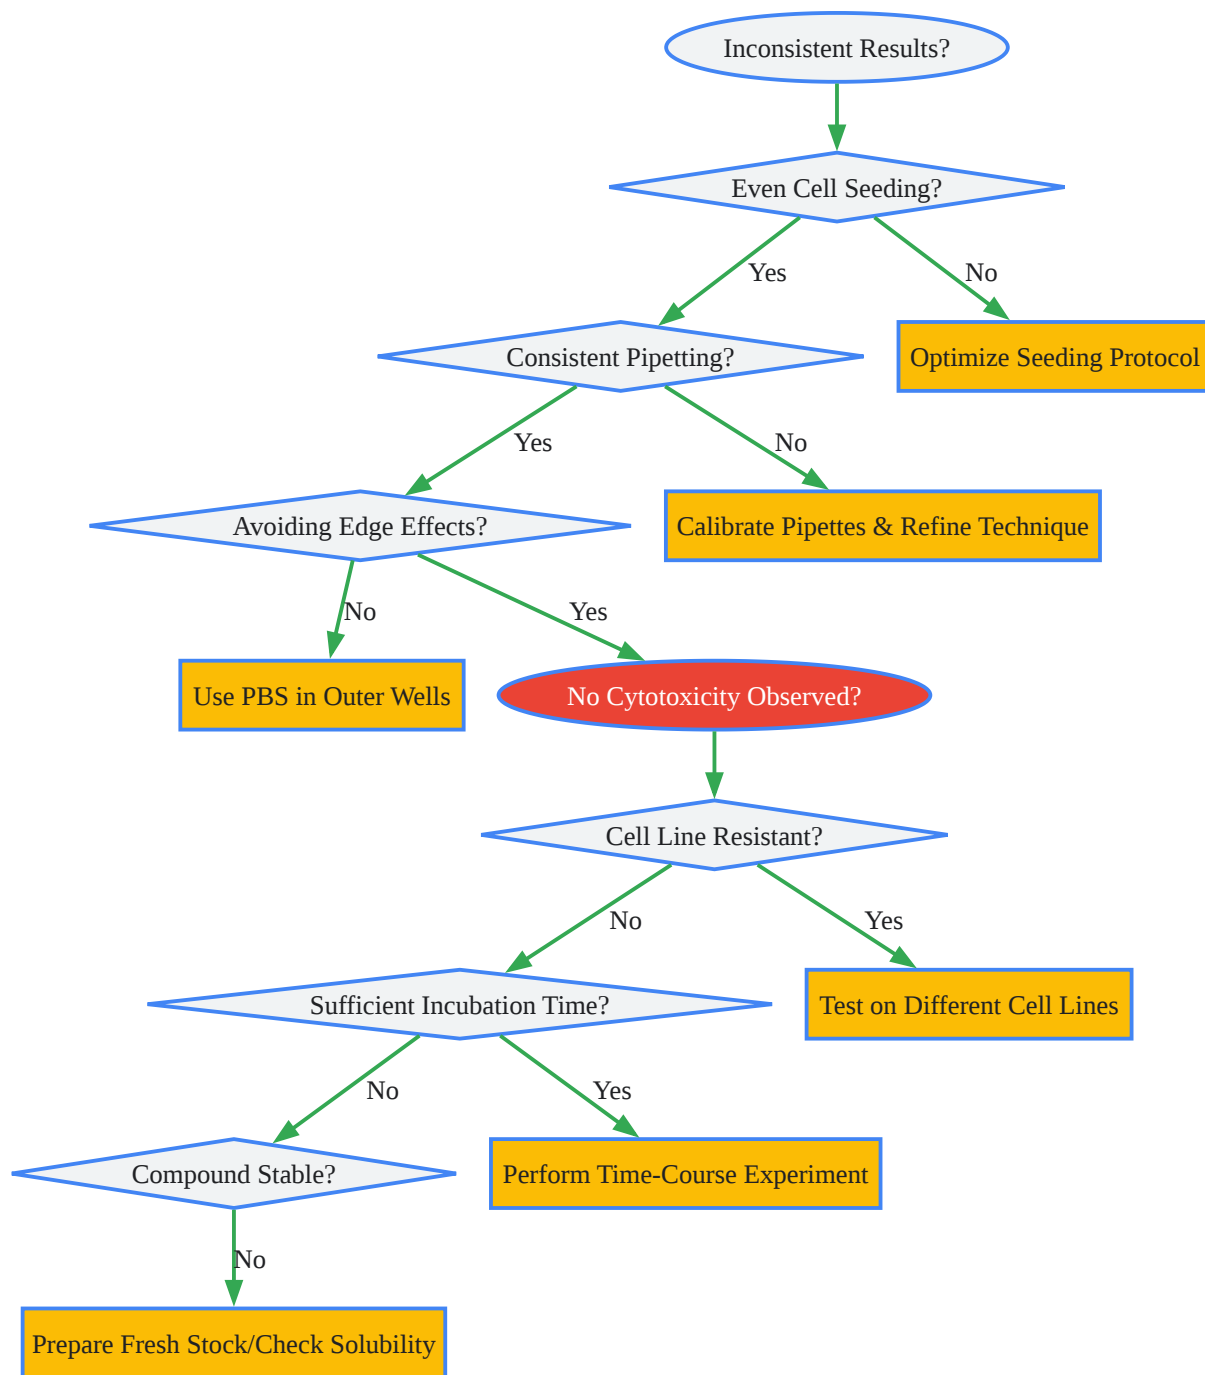 Inconsistent Results?
Even Cell Seeding?
Yes
No
Consistent Pipetting?
Optimize Seeding Protocol
Yes
No
Avoiding Edge Effects?
Calibrate Pipettes & Refine Technique
No
Yes
Use PBS in Outer Wells
No Cytotoxicity Observed?
Cell Line Resistant?
No
Yes
Sufficient Incubation Time?
Test on Different Cell Lines
No
Yes
Compound Stable?
Perform Time-Course Experiment
No
Prepare Fresh Stock/Check Solubility